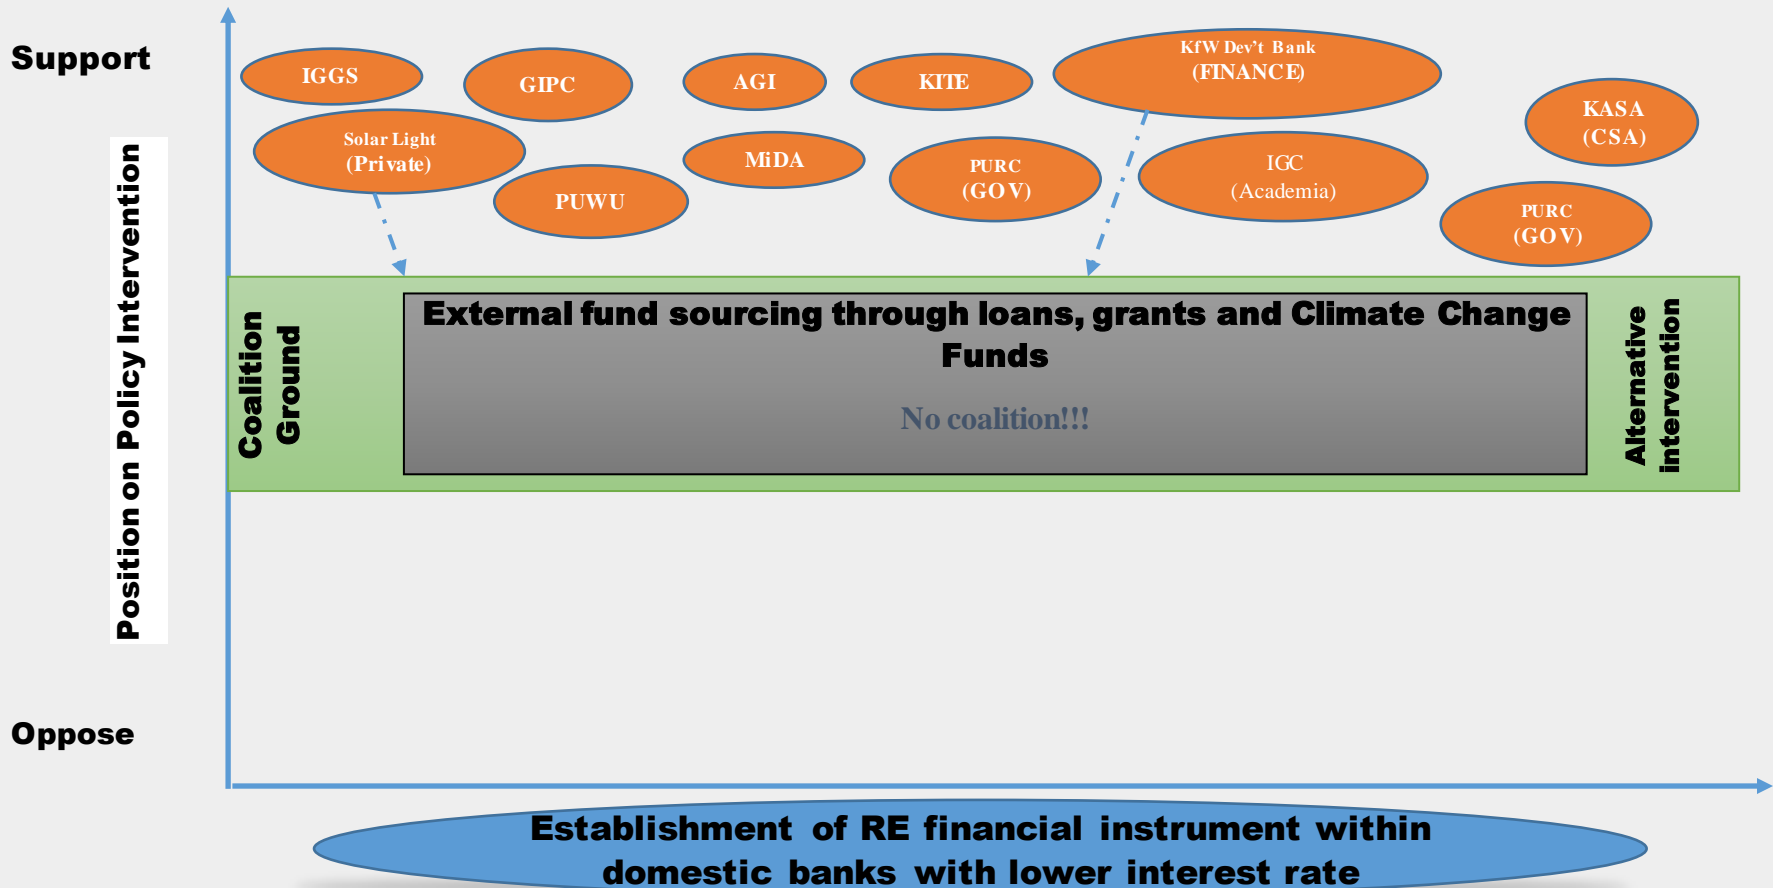 Support
IGGS
GIPC
AGI
KITE
KfW Dev't Bank
(FINANCE)
KASA
(CSA)
Solar Light
(Private)
PUWU
MiDA
PURC
(GOV)
IGC
(Academia)
PURC
(GOV)
Position on Policy Intervention
Coalition
Ground
External fund sourcing through loans, grants and Climate Change
Funds
No coalition!!!
Alternative
intervention
Oppose
Establishment of RE financial instrument within
domestic banks with lower interest rate